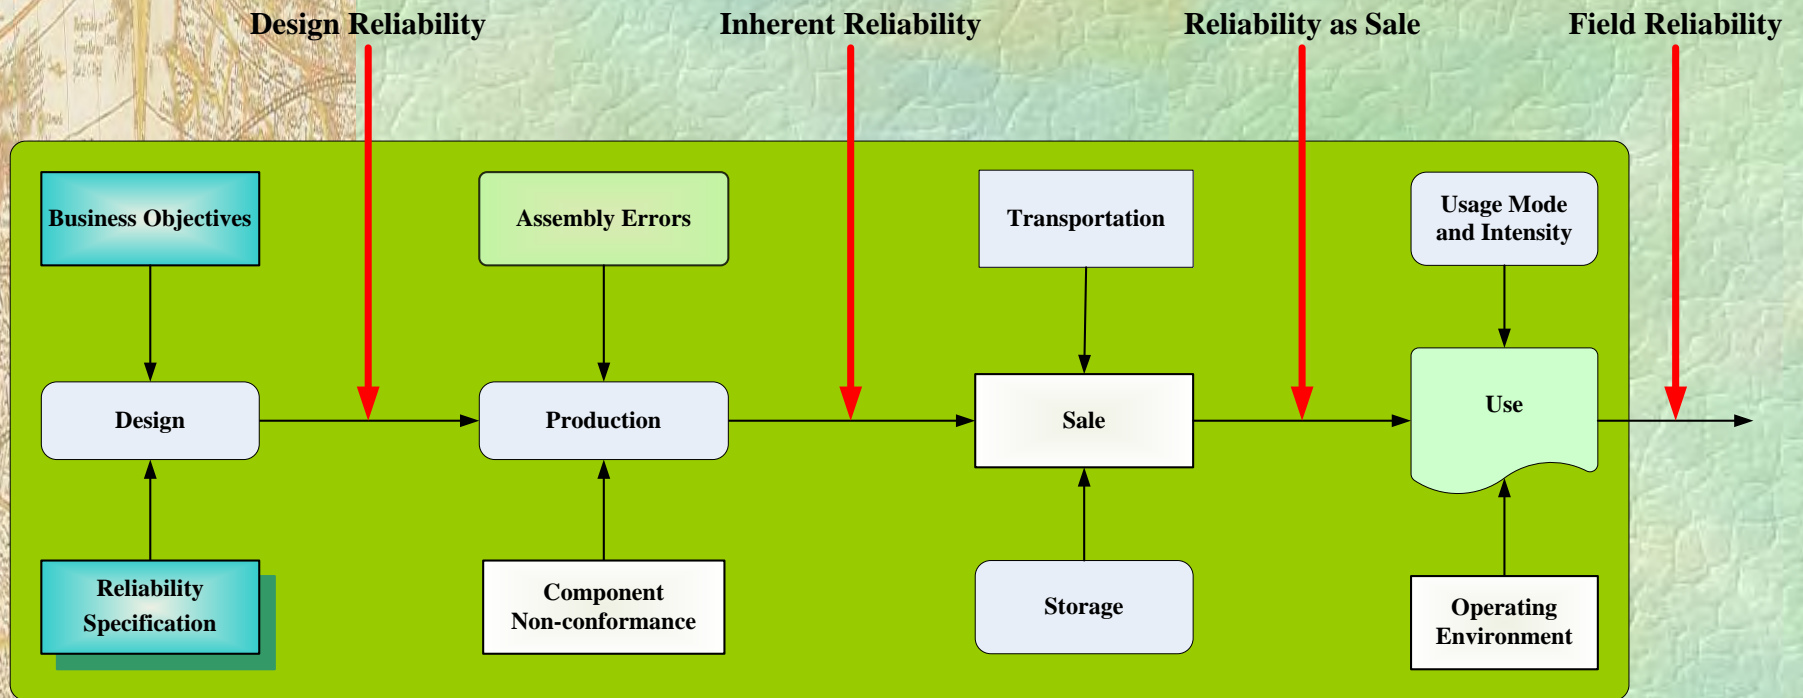 Design Reliability
Inherent Reliability
Reliability as Sale
Field Reliability
Business Objectives
Assembly Errors
Transportation
Usage Mode
and Intensity
Design
Production
Sale
Use
Reliability
Specification
Component
Non-conformance
Storage
Operating
Environment